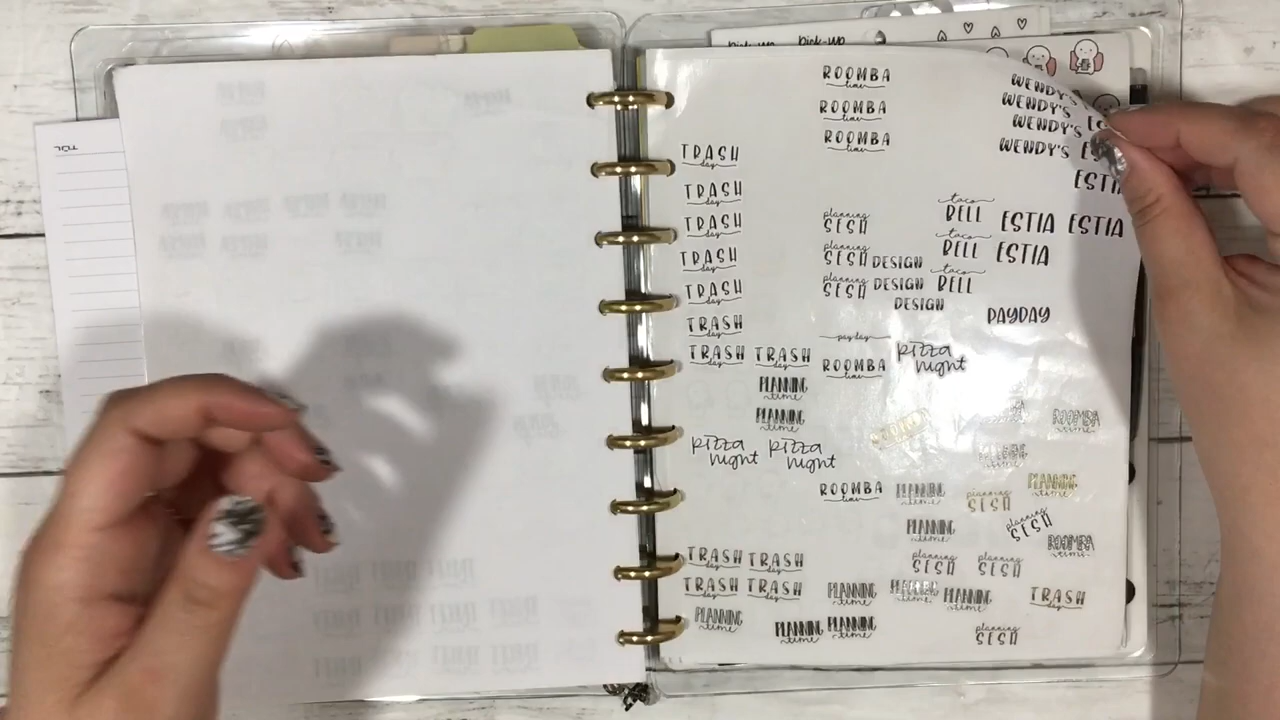 pick-up pick-up
ROOMBA time
WENDY'S
ROOMBA time
WENDY'S
ROOMBA time
WENDY'S
TRASH day
WENDY'S
TRASH day
ESTIA
taco BELL
TRASH day
planning SESH
ESTIA ESTIA
taco BELL
ESTIA
TRASH day
planning SESH
DESIGN
TRASH day
planning SESH
DESIGN
taco BELL
DESIGN
PAYDAY
TRASH day
payday
TRASH day
TRASH day
ROOMBA time
pizza night
PLANNING time
PLANNING time
ROOMBA time
pizza night
pizza night
ROOMBA time
PLANNING time
planning SESH
PLANNING time
PLANNING time
planning SESH
ROOMBA time
TRASH day
TRASH day
planning SESH
planning SESH
TRASH day
TRASH day
PLANNING time
PLANNING time
TRASH day
PLANNING time
PLANNING time
PLANNING time
planning SESH